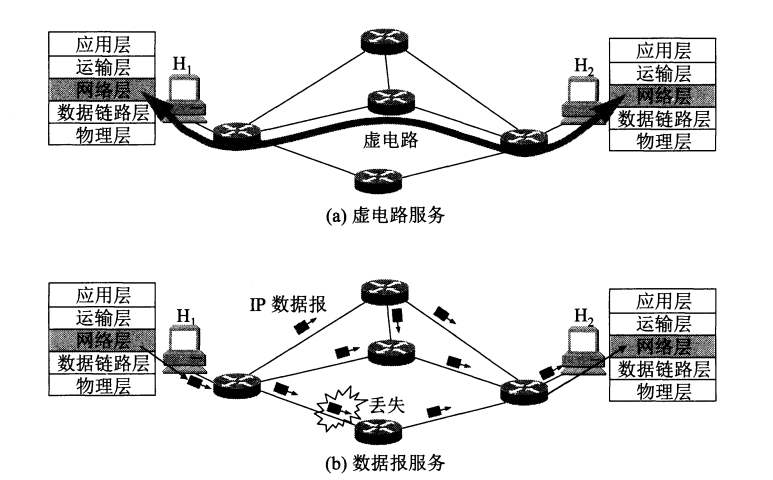 应用层
运输层
网络层
数据链路层
物理层
H1
虚电路
H2
应用层
运输层
网络层
数据链路层
物理层
(a) 虚电路服务
应用层
运输层
网络层
数据链路层
物理层
H1
IP 数据报
丢失
H2
应用层
运输层
网络层
数据链路层
物理层
(b) 数据报服务